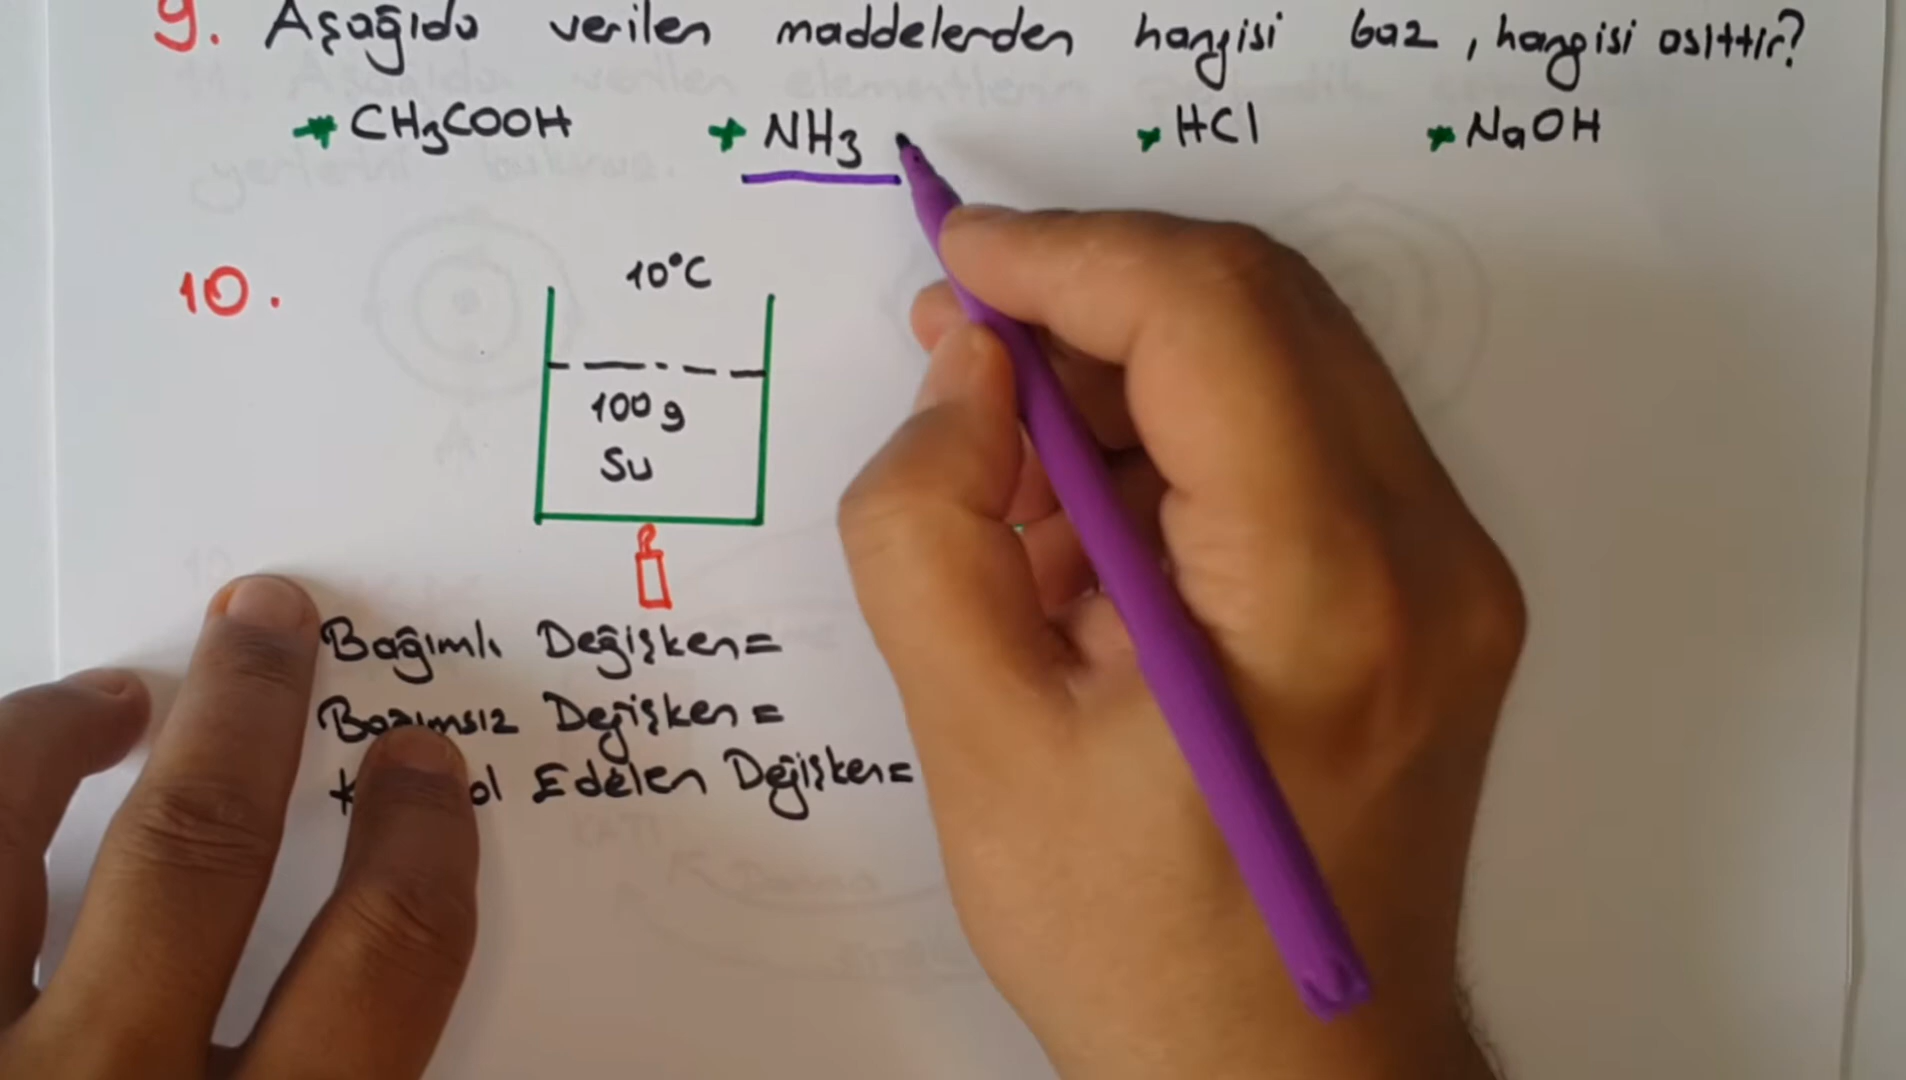 9. Aşağıda verilen maddelerden hangisi baz, hangisi asittir?
CH3COOH NH3 HCl NaOH
10.
10°C
100 g
Su
Bağımlı Değişken=
Bağımsız Değişken=
Edelen Değişken=